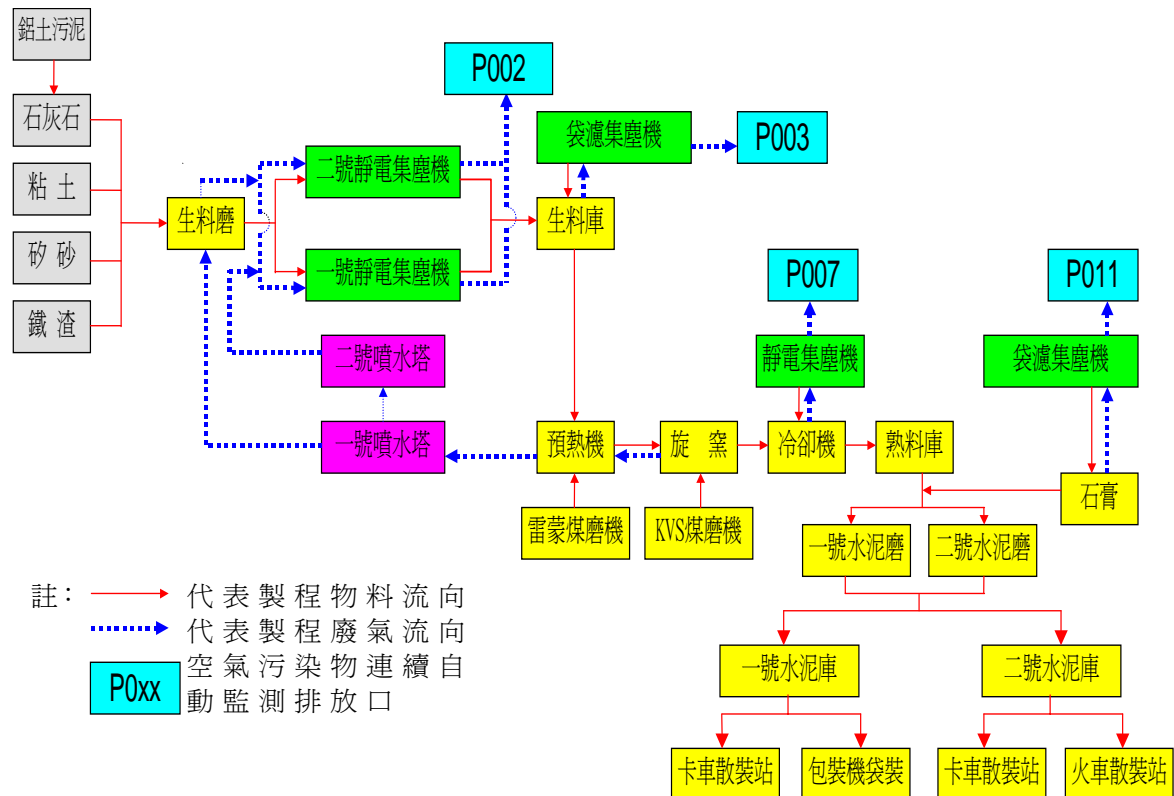 鋁土污泥
石灰石
粘土
矽砂
鐵渣
生料磨
二號靜電集塵機
一號靜電集塵機
P002
袋濾集塵機
P003
生料庫
二號噴水塔
一號噴水塔
預熱機
旋窯
冷卻機
熟料庫
靜電集塵機
P007
P011
袋濾集塵機
石膏
雷蒙煤磨機
KVS煤磨機
一號水泥磨
二號水泥磨
一號水泥庫
二號水泥庫
卡車散裝站
包裝機袋裝
卡車散裝站
火車散裝站
註：
代表製程物料流向
代表製程廢氣流向
P0xx
空氣污染物連續自
動監測排放口